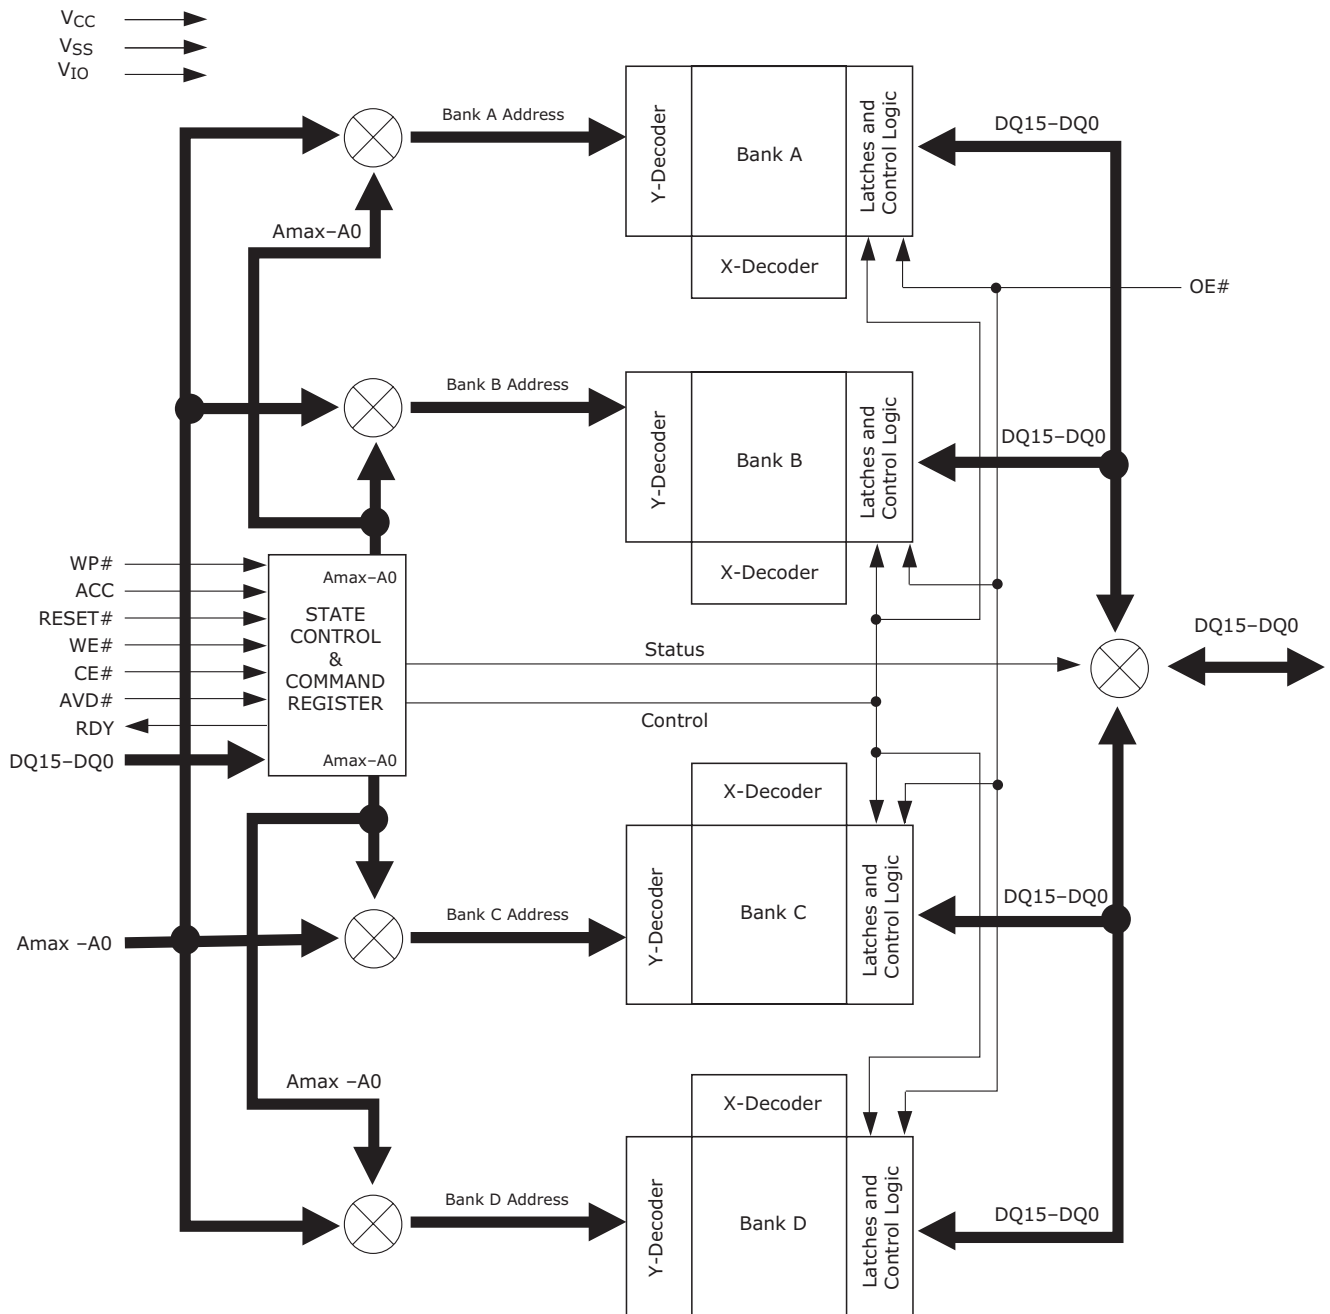 VCC
VSS
VIO
Bank A Address
Y-Decoder
Bank A
Latches and
Control Logic
DQ15–DQ0
Amax–A0
X-Decoder
OE#
Bank B Address
Y-Decoder
Bank B
Latches and
Control Logic
DQ15–DQ0
X-Decoder
WP#
ACC
RESET#
WE#
CE#
AVD#
RDY
DQ15–DQ0
Amax–A0
STATE
CONTROL
&
COMMAND
REGISTER
Amax–A0
Status
Control
DQ15–DQ0
X-Decoder
Bank C Address
Y-Decoder
Bank C
Latches and
Control Logic
DQ15–DQ0
Amax –A0
Amax –A0
X-Decoder
Bank D Address
Y-Decoder
Bank D
Latches and
Control Logic
DQ15–DQ0